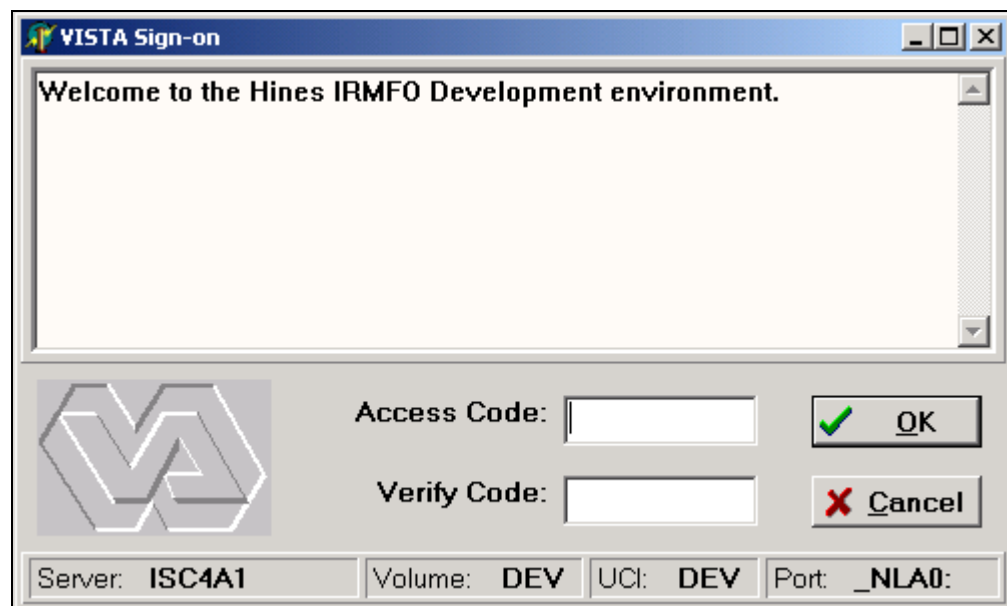 VISTA Sign-on
Welcome to the Hines IRMFO Development environment.
Access Code:
OK
Verify Code:
Cancel
Server: ISC4A1 Volume: DEV UCI: DEV Port: _NLA0: